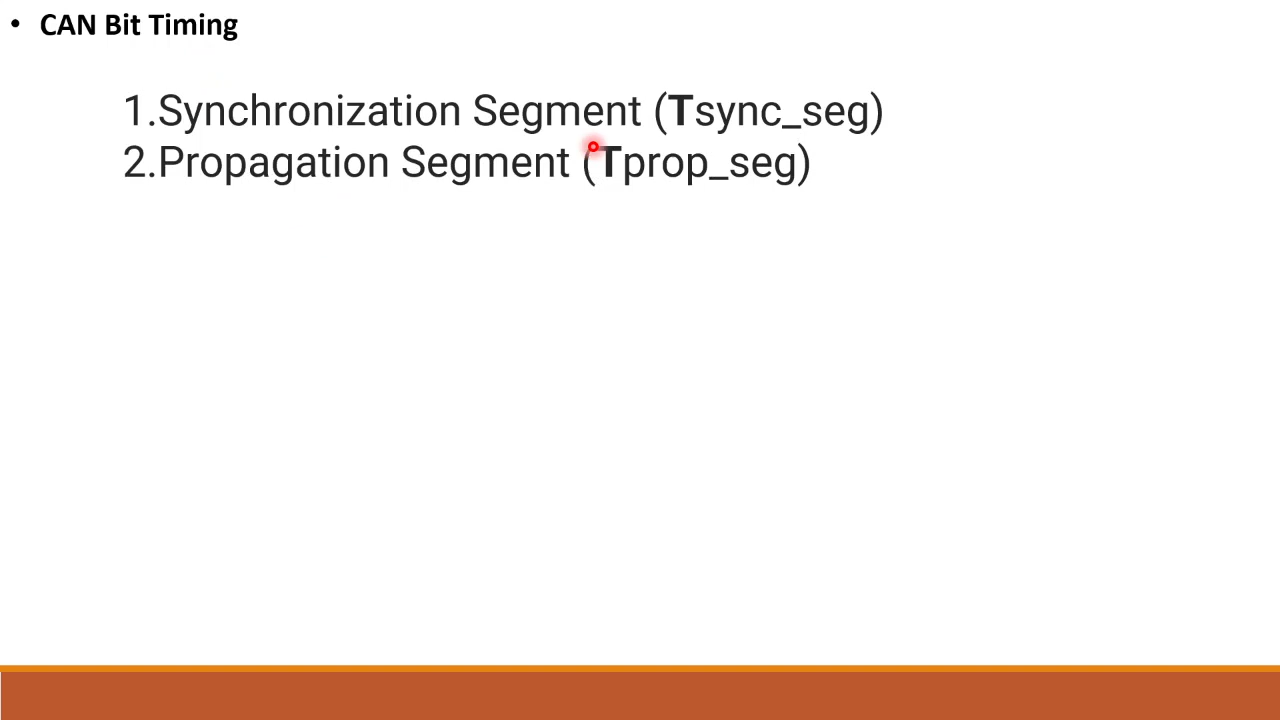 • CAN Bit Timing
1.Synchronization Segment (Tsync_seg)
2.Propagation Segment (Tprop_seg)